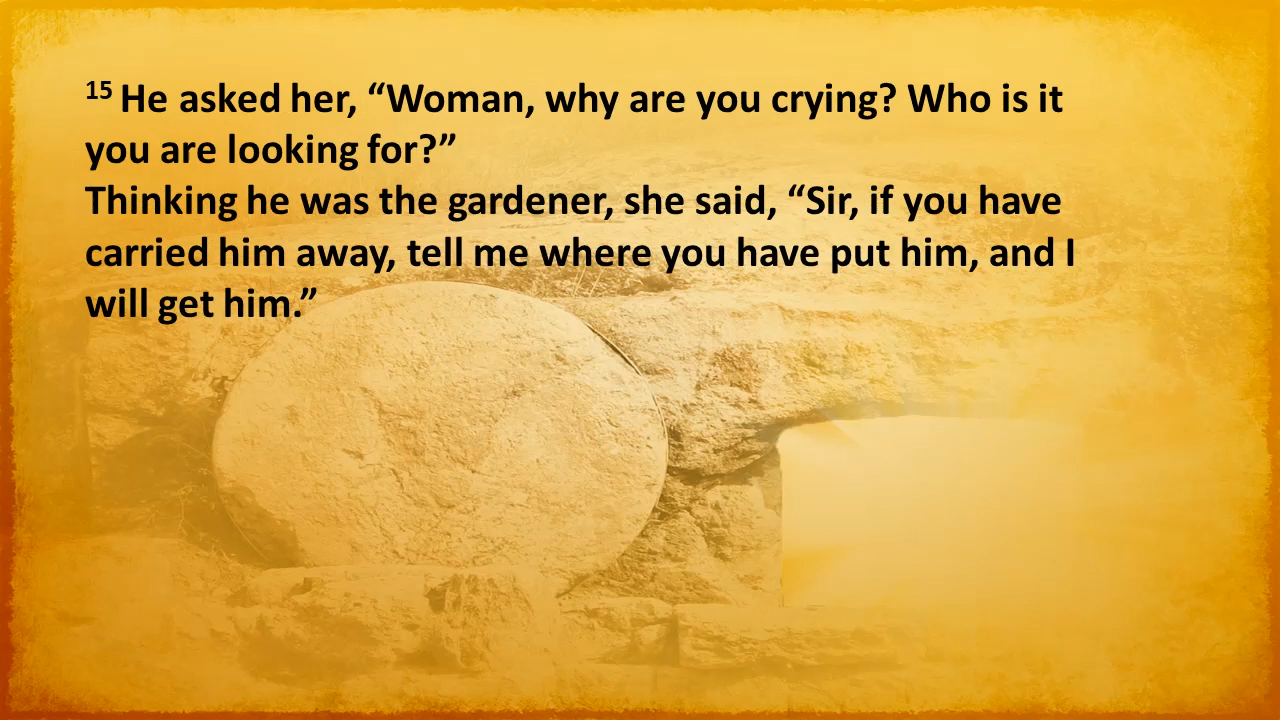 15 He asked her, “Woman, why are you crying? Who is it
you are looking for?”
Thinking he was the gardener, she said, “Sir, if you have
carried him away, tell me where you have put him, and I
will get him.”